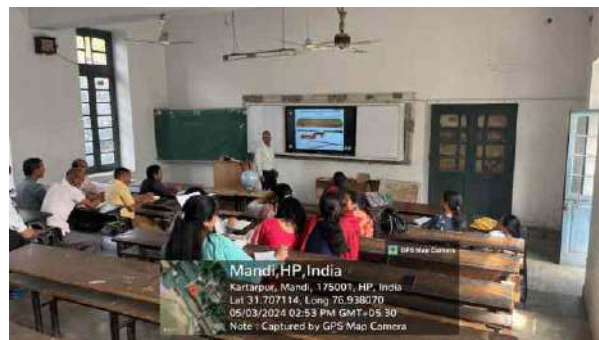 GPS Map Camera
Mandi,HP,India
Kartarpur, Mandi, 175001, HP, India
Lat 31.707114, Long 76.938070
05/03/2024 02:53 PM GMT+05:30
Note : Captured by GPS Map Camera